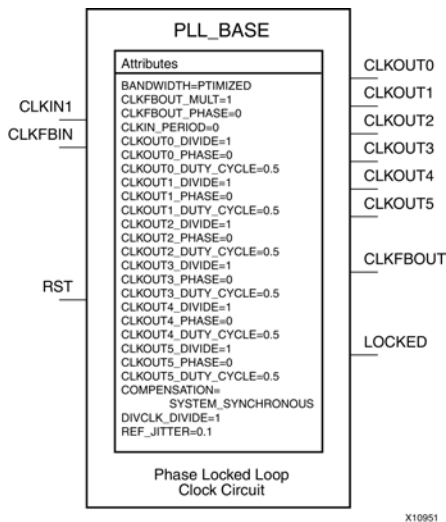 PLL_BASE
Attributes
BANDWIDTH=PTIMIZED
CLKFBOUT_MULT=1
CLKFBOUT_PHASE=0
CLKIN_PERIOD=0
CLKOUT0_DIVIDE=1
CLKOUT0_PHASE=0
CLKOUT0_DUTY_CYCLE=0.5
CLKOUT1_DIVIDE=1
CLKOUT1_PHASE=0
CLKOUT1_DUTY_CYCLE=0.5
CLKOUT2_DIVIDE=1
CLKOUT2_PHASE=0
CLKOUT2_DUTY_CYCLE=0.5
CLKOUT3_DIVIDE=1
CLKOUT3_PHASE=0
CLKOUT3_DUTY_CYCLE=0.5
CLKOUT4_DIVIDE=1
CLKOUT4_PHASE=0
CLKOUT4_DUTY_CYCLE=0.5
CLKOUT5_DIVIDE=1
CLKOUT5_PHASE=0
CLKOUT5_DUTY_CYCLE=0.5
COMPENSATION=
SYSTEM_SYNCHRONOUS
DIVCLK_DIVIDE=1
REF_JITTER=0.1
CLKIN1
CLKFBIN
RST
CLKOUT0
CLKOUT1
CLKOUT2
CLKOUT3
CLKOUT4
CLKOUT5
CLKFBOUT
LOCKED
Phase Locked Loop
Clock Circuit
X10951